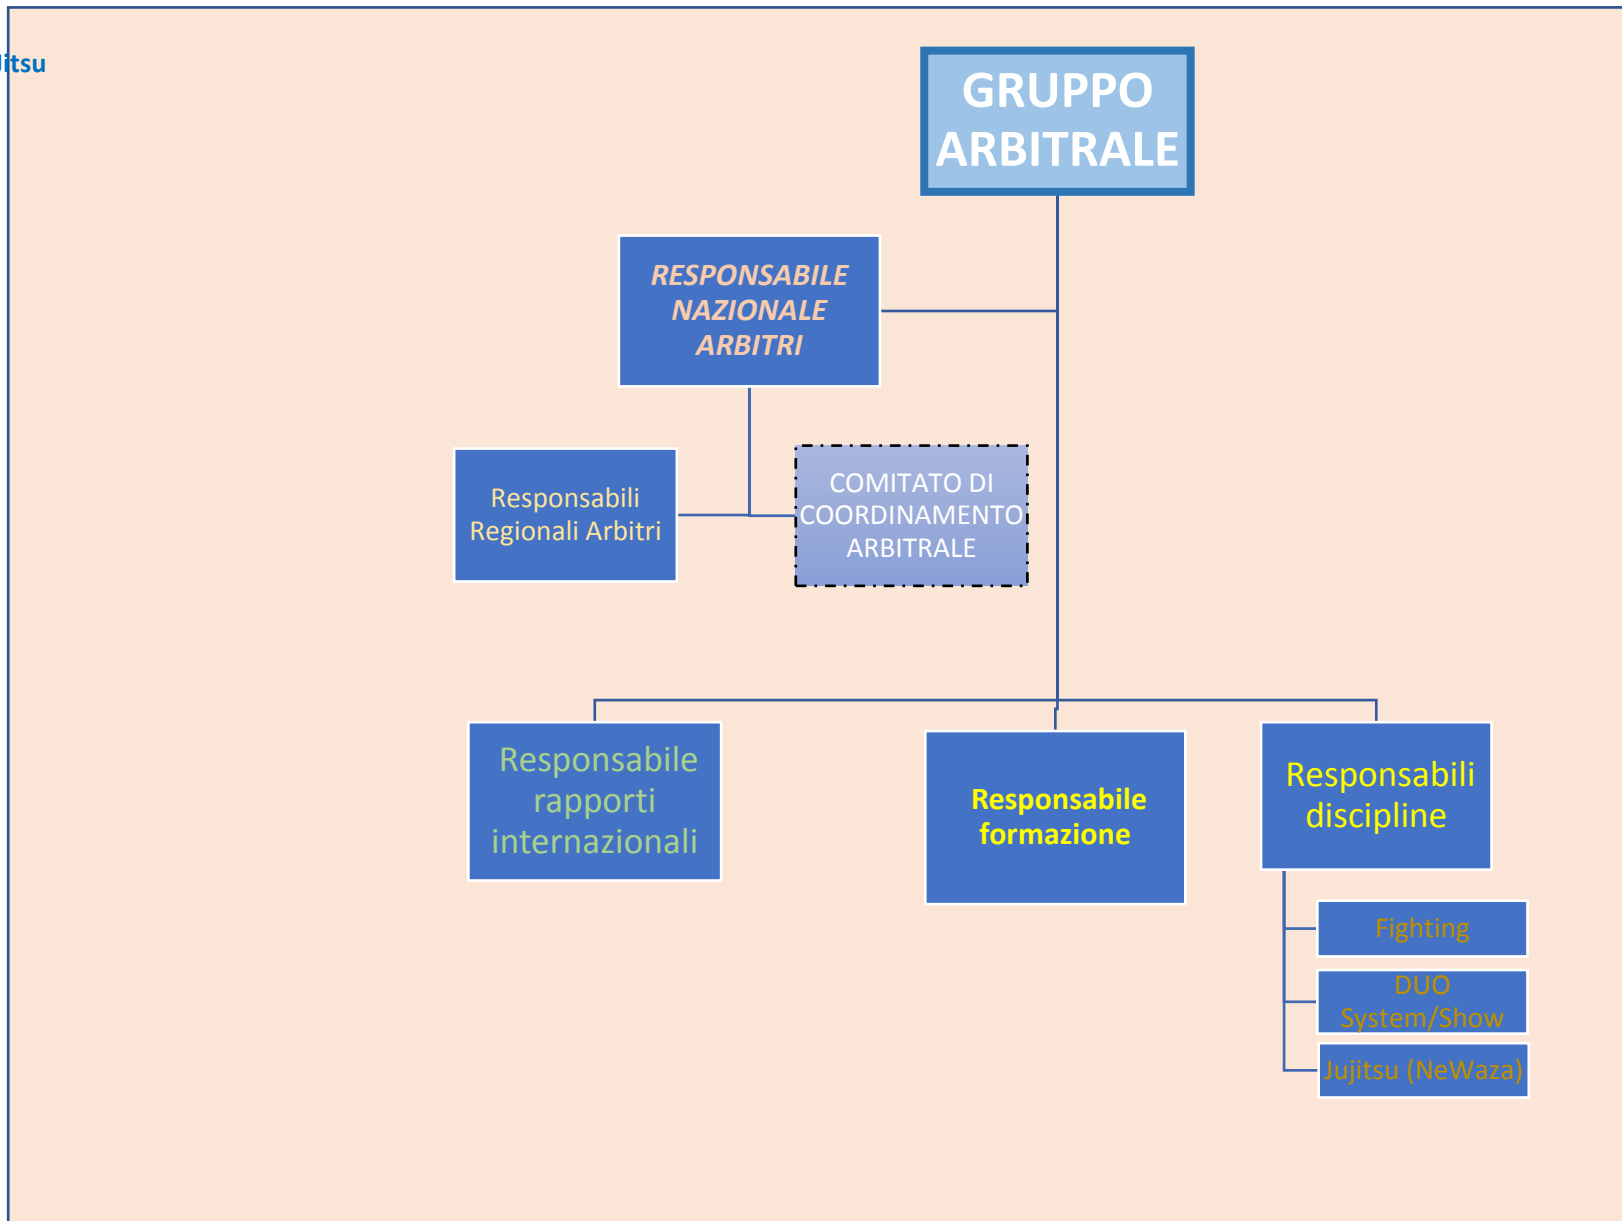 Jitsu
GRUPPO
ARBITRALE
RESPONSABILE
NAZIONALE
ARBITRI
Responsabili
Regionali Arbitri
COMITATO DI
COORDINAMENTO
ARBITRALE
Responsabile
rapporti
internazionali
Responsabile
formazione
Responsabili
discipline
Fighting
DUO
System/Show
Jujitsu (NeWaza)